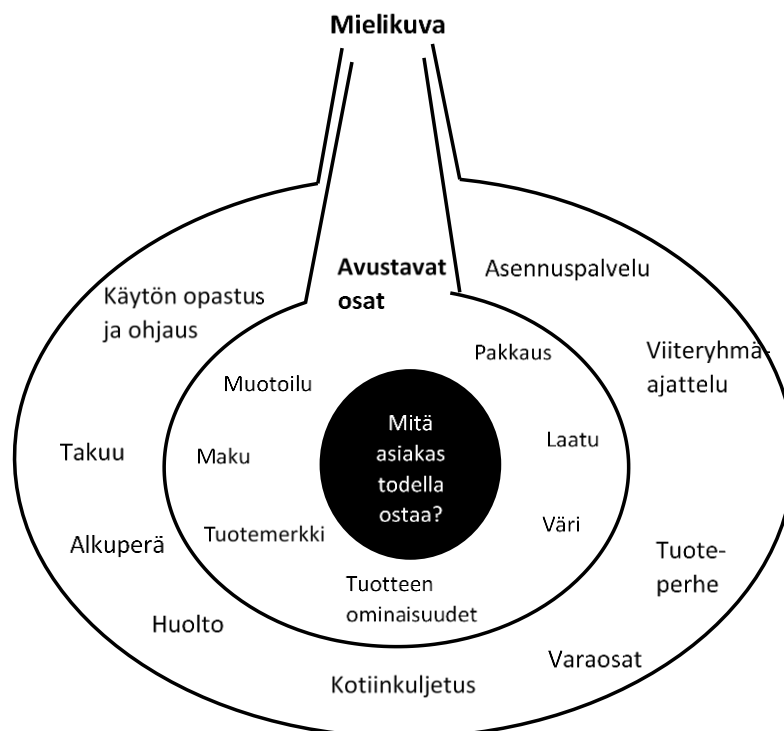 Mielikuva
Avustavat
osat
Asennuspalvelu
Käytön opastus
ja ohjaus
Pakkaus
Viiteryhmä-
ajattelu
Muotoilu
Mitä
asiakas
todella
ostaa?
Laatu
Takuu
Maku
Väri
Tuotemerkki
Alkuperä
Tuote-
perhe
Tuotteen
ominaisuudet
Huolto
Varaosat
Kotiinkuljetus